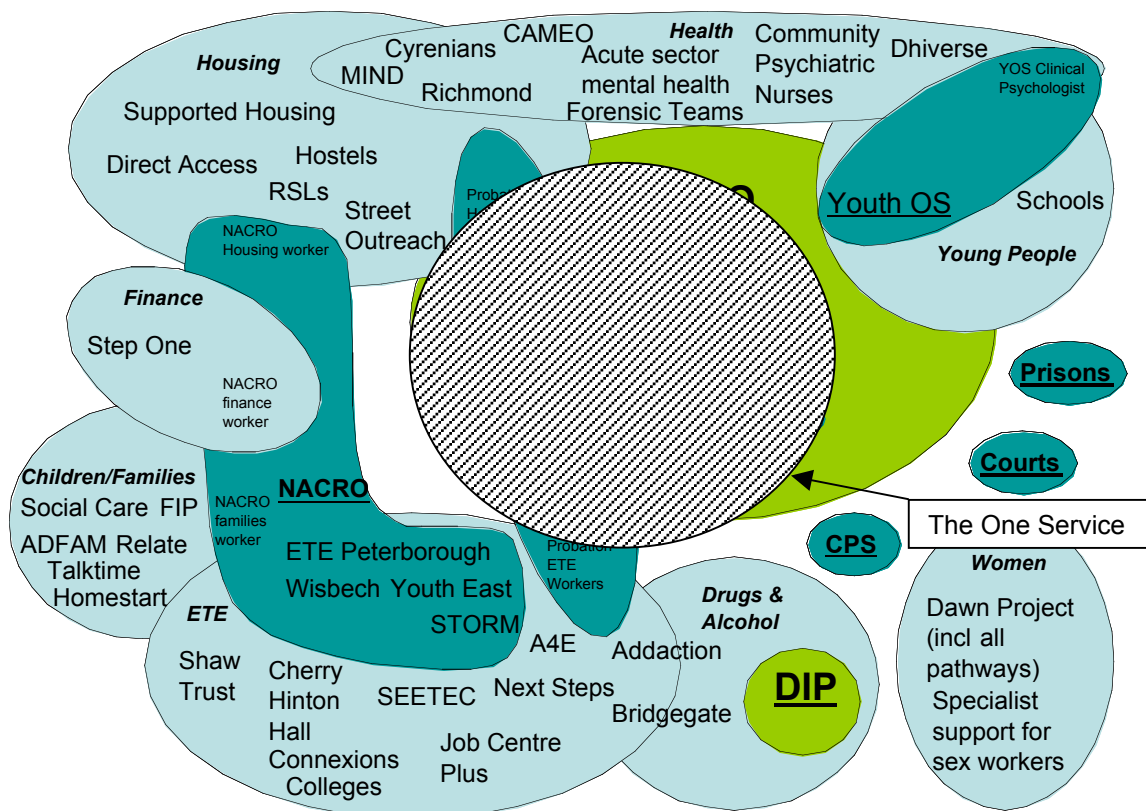 Housing
Supported Housing
Direct Access
Hostels
RSLs
Street
Outreach
Cyrenians
CAMEO
MIND
Richmond
Health
Acute sector
mental health
Forensic Teams
Community
Psychiatric
Nurses
Dhiverse
YOS Clinical
Psychologist
Youth OS
Schools
Young People
NACRO
Housing worker
Finance
Step One
NACRO
finance
worker
Prisons
Courts
CPS
The One Service
Children/Families
Social Care FIP
ADFAM Relate
Talktime
Homestart
NACRO
families
worker
NACRO
ETE Peterborough
Wisbech Youth East
STORM
Probation
ETE
Workers
ETE
Shaw
Trust
Cherry
Hinton
Hall
Connexions
Colleges
SEETEC
A4E
Next Steps
Job Centre
Plus
Drugs &
Alcohol
Addaction
Bridgegate
DIP
Women
Dawn Project
(incl all
pathways)
Specialist
support for
sex workers